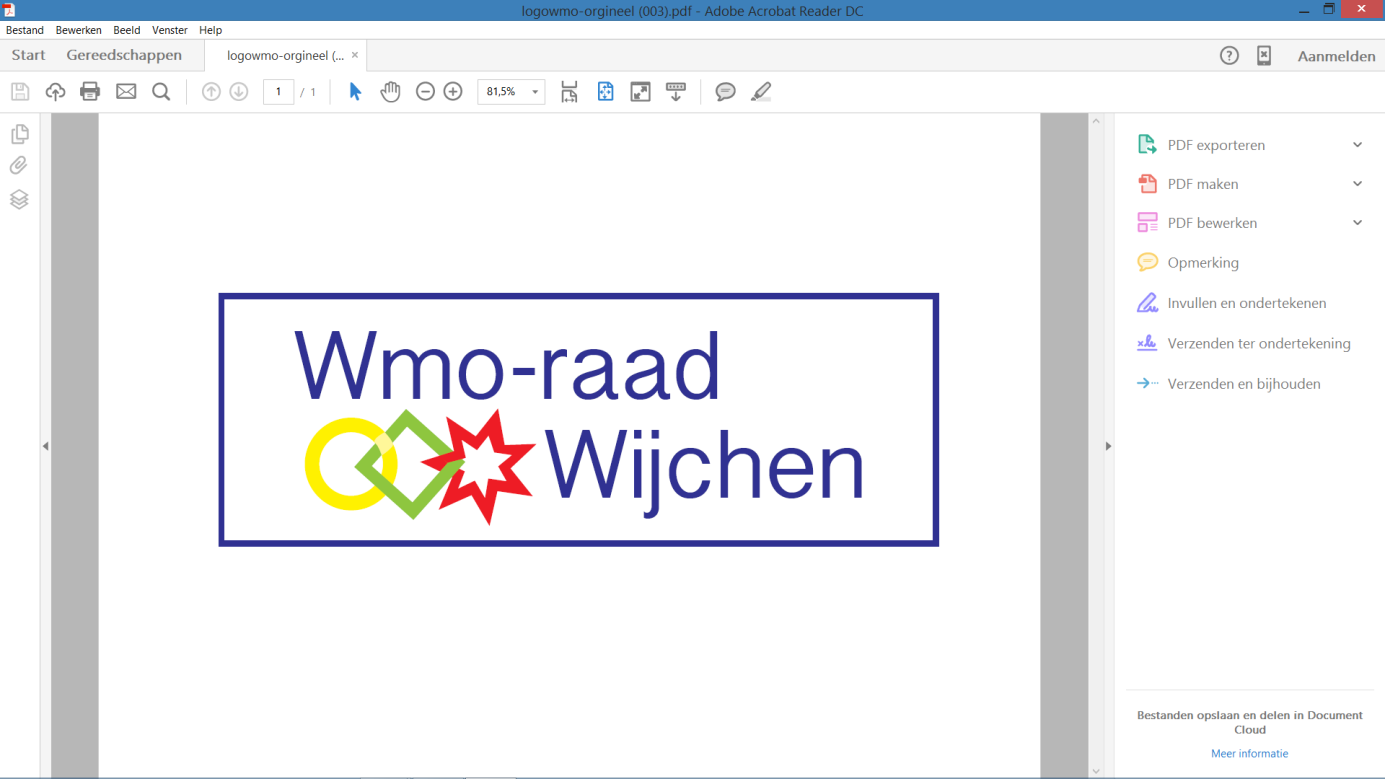 logowmo-orgineel (003).pdf - Adobe Acrobat Reader DC
Bestand Bewerken Beeld Venster Help
Start Gereedschappen logowmo-orgineel (... × Aanmelden
1 / 1 81,5%
PDF exporteren
PDF maken
PDF bewerken
Opmerking
Invullen en ondertekenen
Verzenden ter ondertekening
Verzenden en bijhouden
Wmo-raad
Wijchen
Bestanden opslaan en delen in Document
Cloud
Meer informatie